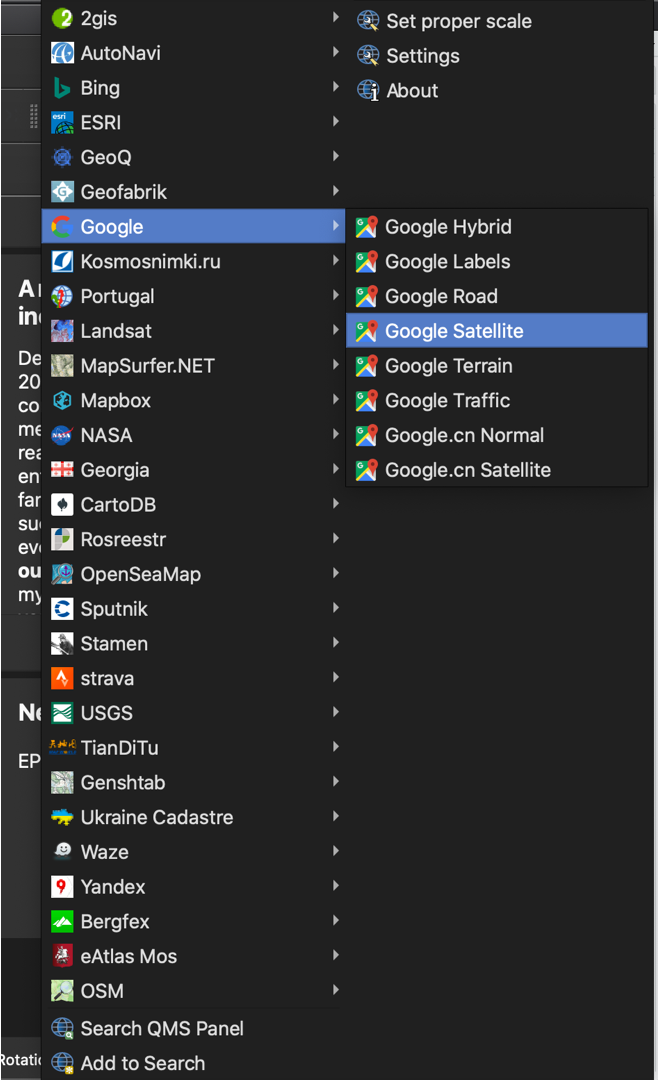 2gis
AutoNavi
Bing
ESRI
GeoQ
Geofabrik
Google
Kosmosnimki.ru
Portugal
Landsat
MapSurfer.NET
Mapbox
NASA
Georgia
CartoDB
Rosreestr
OpenSeaMap
Sputnik
Stamen
strava
USGS
TianDiTu
Genshtab
Ukraine Cadastre
Waze
Yandex
Bergfex
eAtlas Mos
OSM
Search QMS Panel
Add to Search
Set proper scale
Settings
About
Google Hybrid
Google Labels
Google Road
Google Satellite
Google Terrain
Google Traffic
Google.cn Normal
Google.cn Satellite
De
20
co
me
rea
ent
far
su
eve
ou
my
Ne
EP
Rotatio